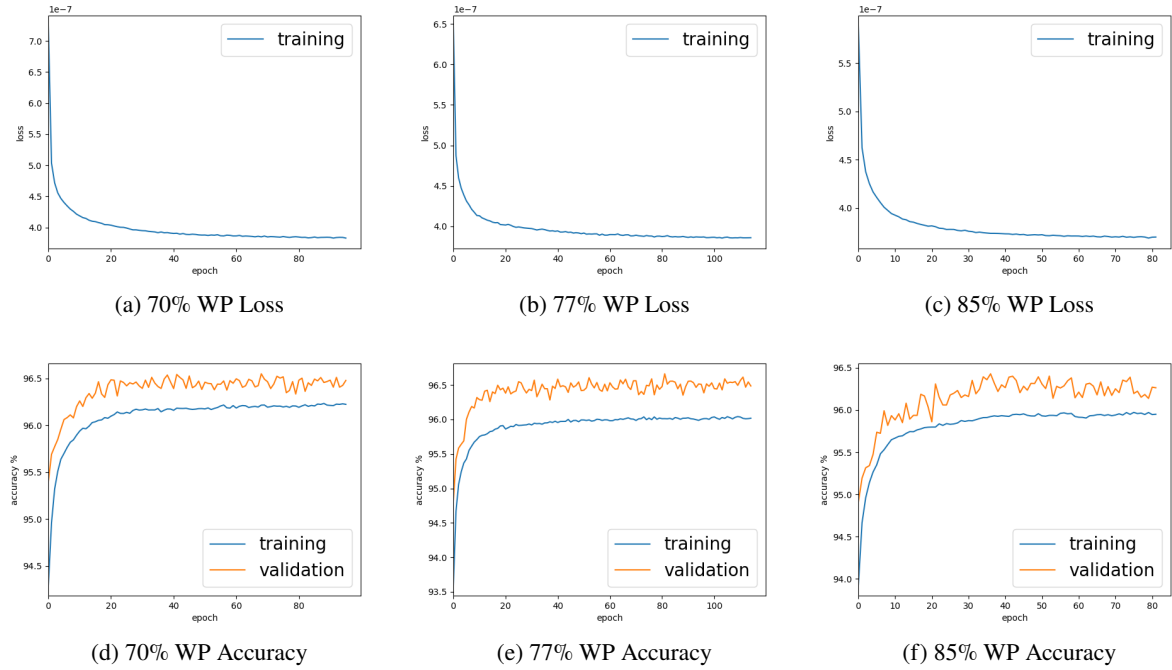 1e−7
training
7.0
6.5
6.0
5.5
5.0
4.5
4.0
loss
0 20 40 60 80
epoch
(a) 70% WP Loss
1e−7
training
6.5
6.0
5.5
5.0
4.5
4.0
loss
0 20 40 60 80 100
epoch
(b) 77% WP Loss
1e−7
training
5.5
5.0
4.5
4.0
loss
0 10 20 30 40 50 60 70 80
epoch
(c) 85% WP Loss
96.5
96.0
95.5
95.0
94.5
accuracy %
training
validation
0 20 40 60 80
epoch
(d) 70% WP Accuracy
96.5
96.0
95.5
95.0
94.5
94.0
93.5
accuracy %
training
validation
0 20 40 60 80 100
epoch
(e) 77% WP Accuracy
96.5
96.0
95.5
95.0
94.5
94.0
accuracy %
training
validation
0 10 20 30 40 50 60 70 80
epoch
(f) 85% WP Accuracy